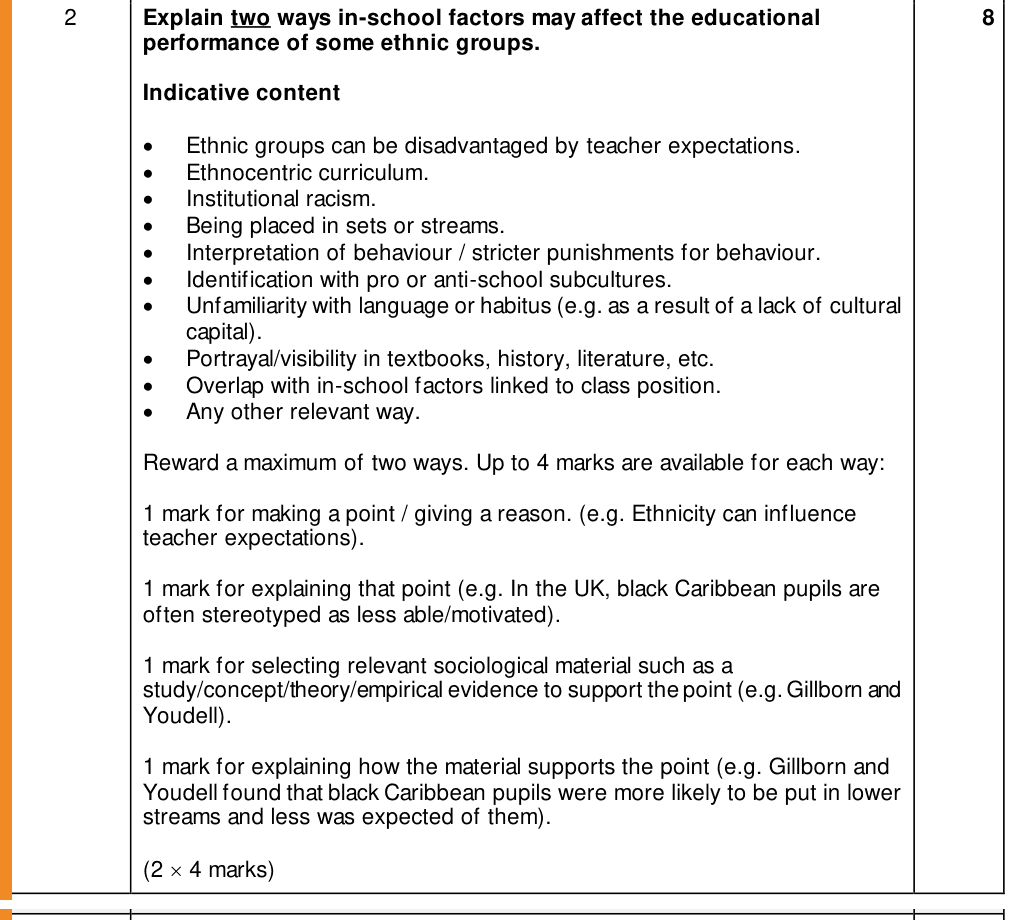 2
Explain two ways in-school factors may affect the educational
8
performance of some ethnic groups.
Indicative content
• Ethnic groups can be disadvantaged by teacher expectations.
• Ethnocentric curriculum.
• Institutional racism.
• Being placed in sets or streams.
• Interpretation of behaviour / stricter punishments for behaviour.
• Identification with pro or anti-school subcultures.
• Unfamiliarity with language or habitus (e.g. as a result of a lack of cultural
capital).
• Portrayal/visibility in textbooks, history, literature, etc.
• Overlap with in-school factors linked to class position.
• Any other relevant way.
Reward a maximum of two ways. Up to 4 marks are available for each way:
1 mark for making a point / giving a reason. (e.g. Ethnicity can influence
teacher expectations).
1 mark for explaining that point (e.g. In the UK, black Caribbean pupils are
often stereotyped as less able/motivated).
1 mark for selecting relevant sociological material such as a
study/concept/theory/empirical evidence to support the point (e.g. Gillborn and
Youdell).
1 mark for explaining how the material supports the point (e.g. Gillborn and
Youdell found that black Caribbean pupils were more likely to be put in lower
streams and less was expected of them).
(2 × 4 marks)